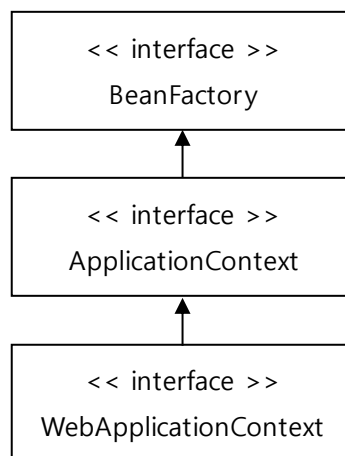 << interface >>
BeanFactory
<< interface >>
ApplicationContext
<< interface >>
WebApplicationContext